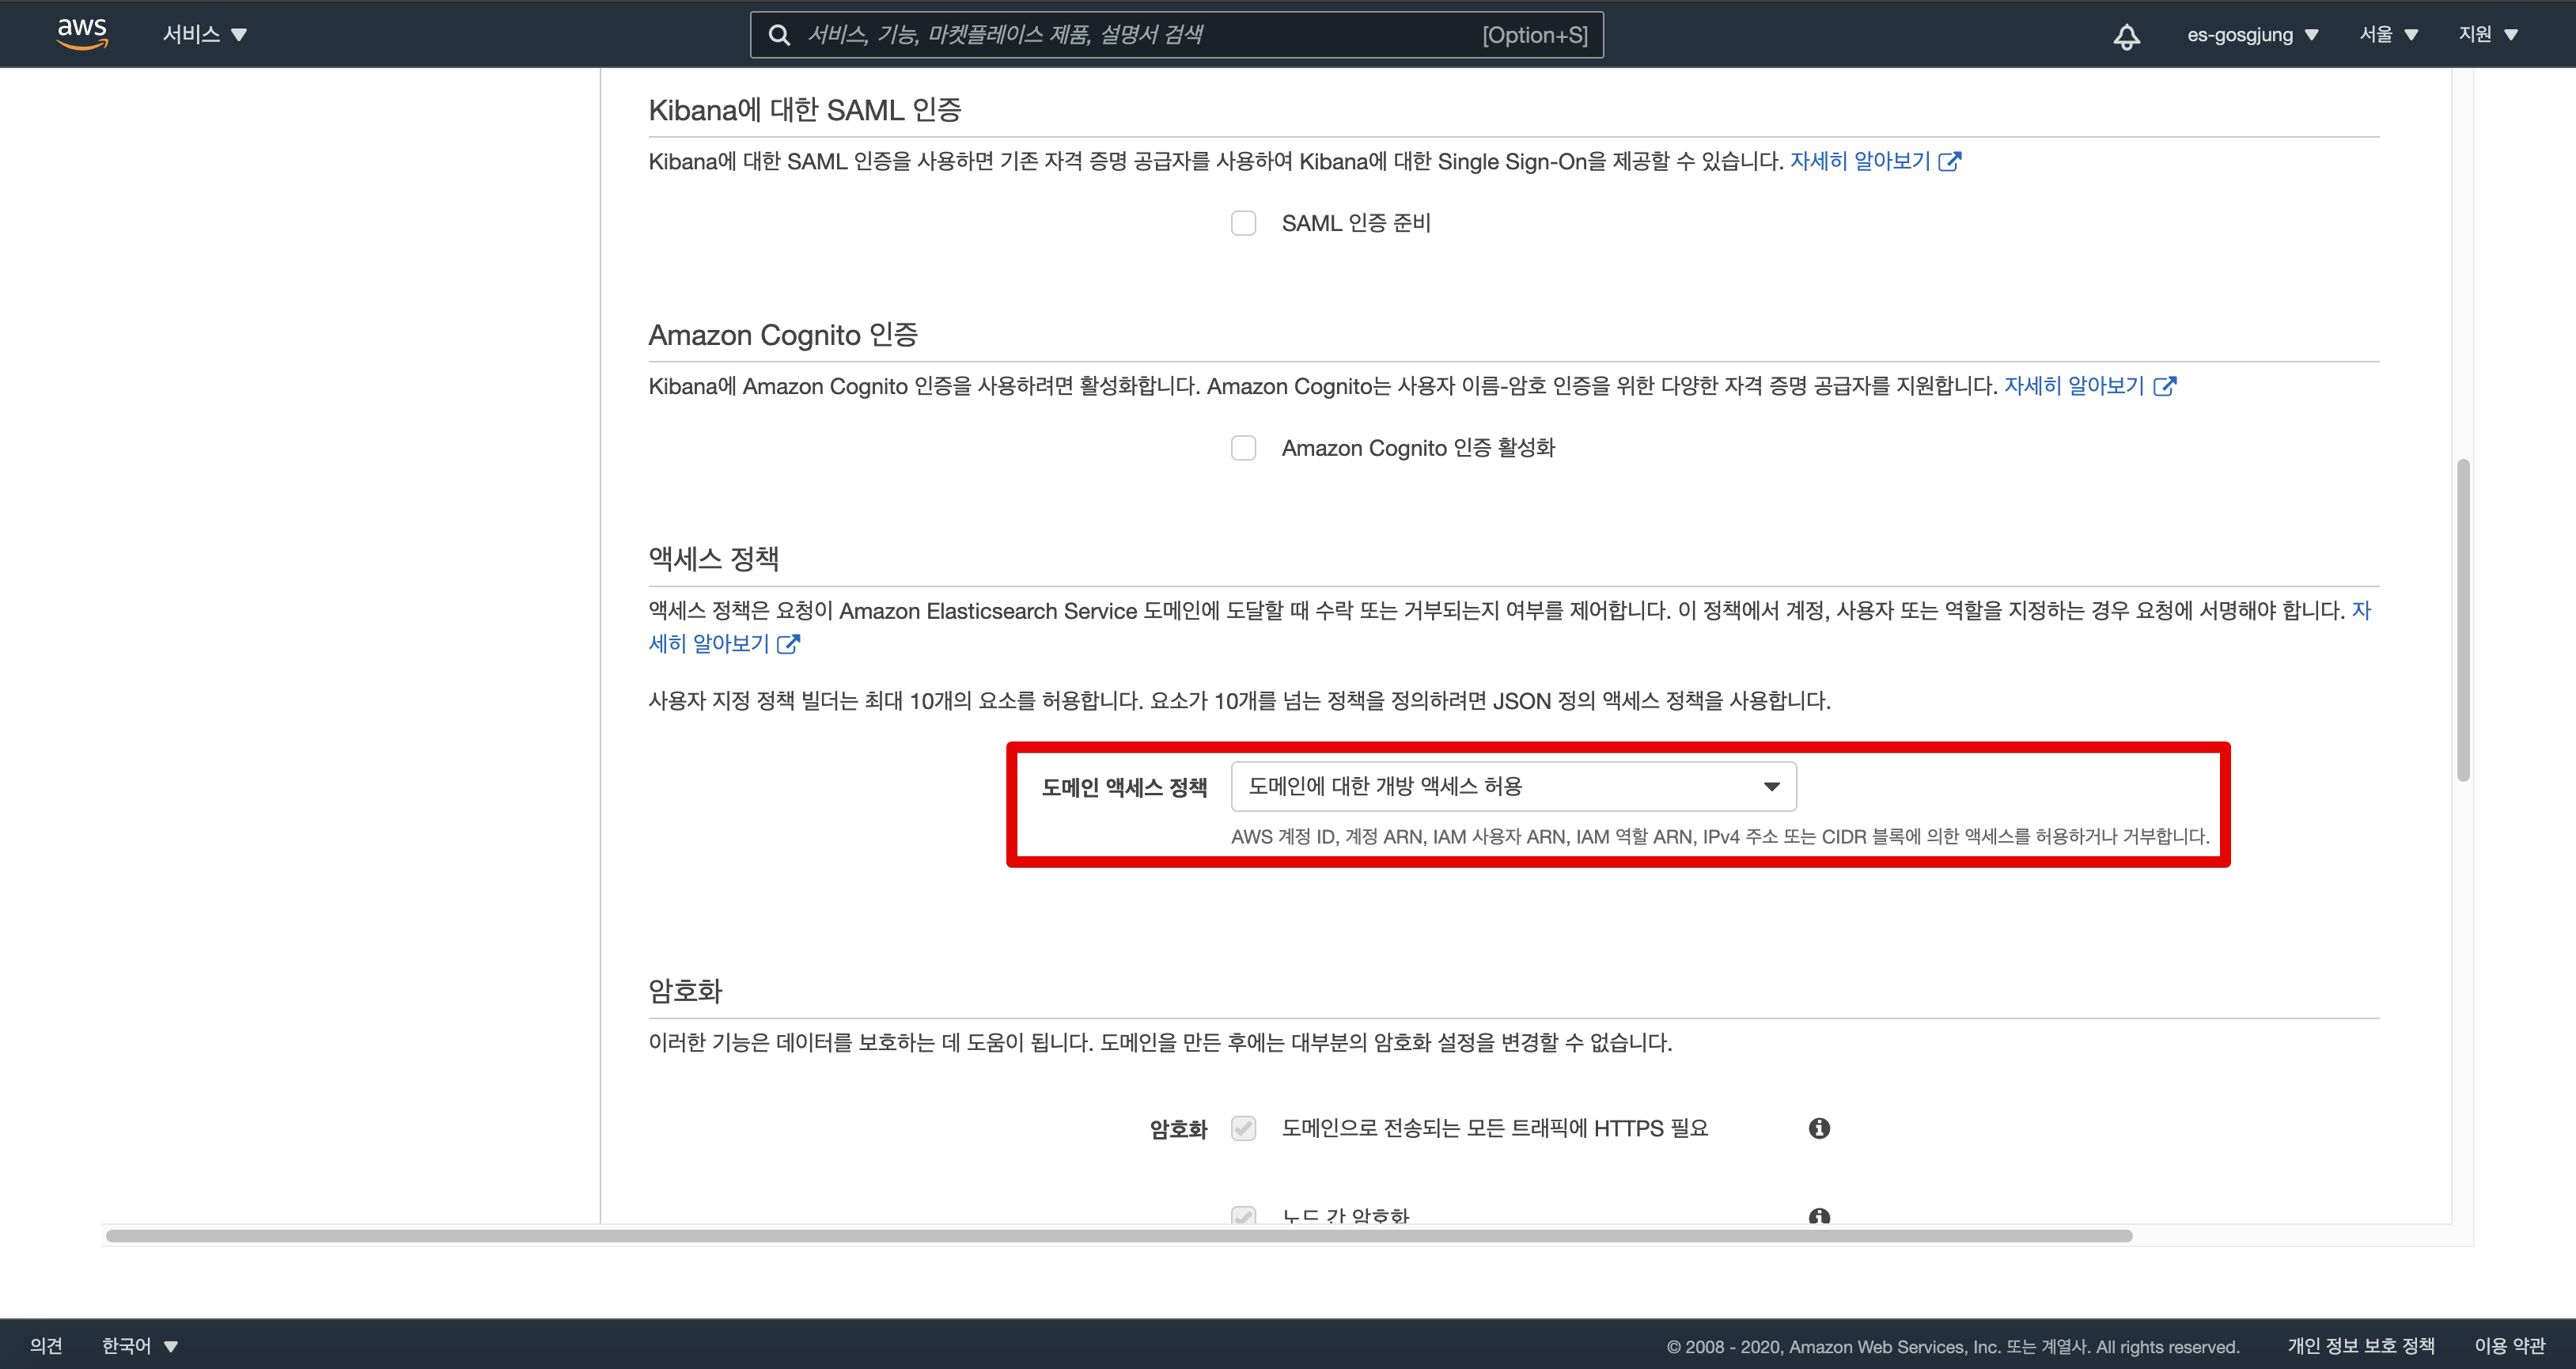 aws 서비스 서비스, 기능, 마켓플레이스 제품, 설명서 검색 [Option+S] es-gosgjung 서울 지원
Kibana에 대한 SAML 인증
Kibana에 대한 SAML 인증을 사용하면 기존 자격 증명 공급자를 사용하여 Kibana에 대한 Single Sign-On을 제공할 수 있습니다. 자세히 알아보기
SAML 인증 준비
Amazon Cognito 인증
Kibana에 Amazon Cognito 인증을 사용하려면 활성화합니다. Amazon Cognito는 사용자 이름-암호 인증을 위한 다양한 자격 증명 공급자를 지원합니다. 자세히 알아보기
Amazon Cognito 인증 활성화
액세스 정책
액세스 정책은 요청이 Amazon Elasticsearch Service 도메인에 도달할 때 수락 또는 거부되는지 여부를 제어합니다. 이 정책에서 계정, 사용자 또는 역할을 지정하는 경우 요청에 서명해야 합니다. 자
세히 알아보기
사용자 지정 정책 빌더는 최대 10개의 요소를 허용합니다. 요소가 10개를 넘는 정책을 정의하려면 JSON 정의 액세스 정책을 사용합니다.
도메인 액세스 정책 도메인에 대한 개방 액세스 허용
AWS 계정 ID, 계정 ARN, IAM 사용자 ARN, IAM 역할 ARN, IPv4 주소 또는 CIDR 블록에 의한 액세스를 허용하거나 거부합니다.
암호화
이러한 기능은 데이터를 보호하는 데 도움이 됩니다. 도메인을 만든 후에는 대부분의 암호화 설정을 변경할 수 없습니다.
암호화 도메인으로 전송되는 모든 트래픽에 HTTPS 필요
노드 간 암호화
의견 한국어 © 2008 - 2020, Amazon Web Services, Inc. 또는 계열사. All rights reserved. 개인 정보 보호 정책 이용 약관